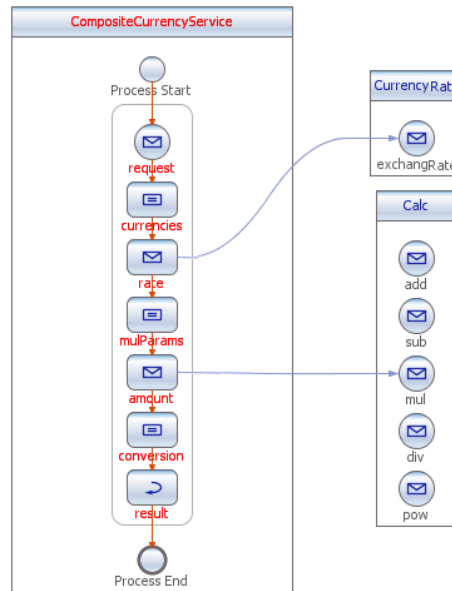 CompositeCurrencyService
Process Start
request
currencies
rate
mulParams
amount
conversion
result
Process End
CurrencyRat
exchangRate
Calc
add
sub
mul
div
pow